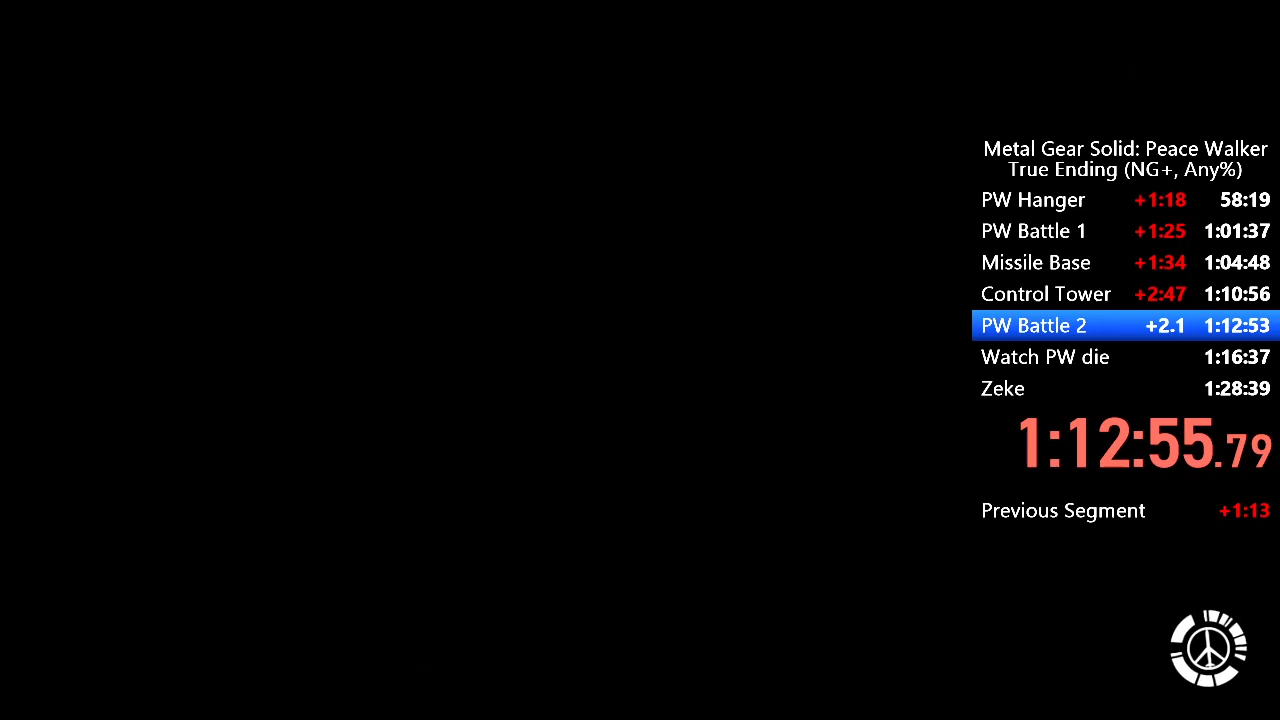 Metal Gear Solid: Peace Walker
True Ending (NG+, Any%)
PW Hanger +1:18 58:19
PW Battle 1 +1:25 1:01:37
Missile Base +1:34 1:04:48
Control Tower +2:47 1:10:56
PW Battle 2 +2.1 1:12:53
Watch PW die 1:16:37
Zeke 1:28:39
1:12:55.79
Previous Segment +1:13